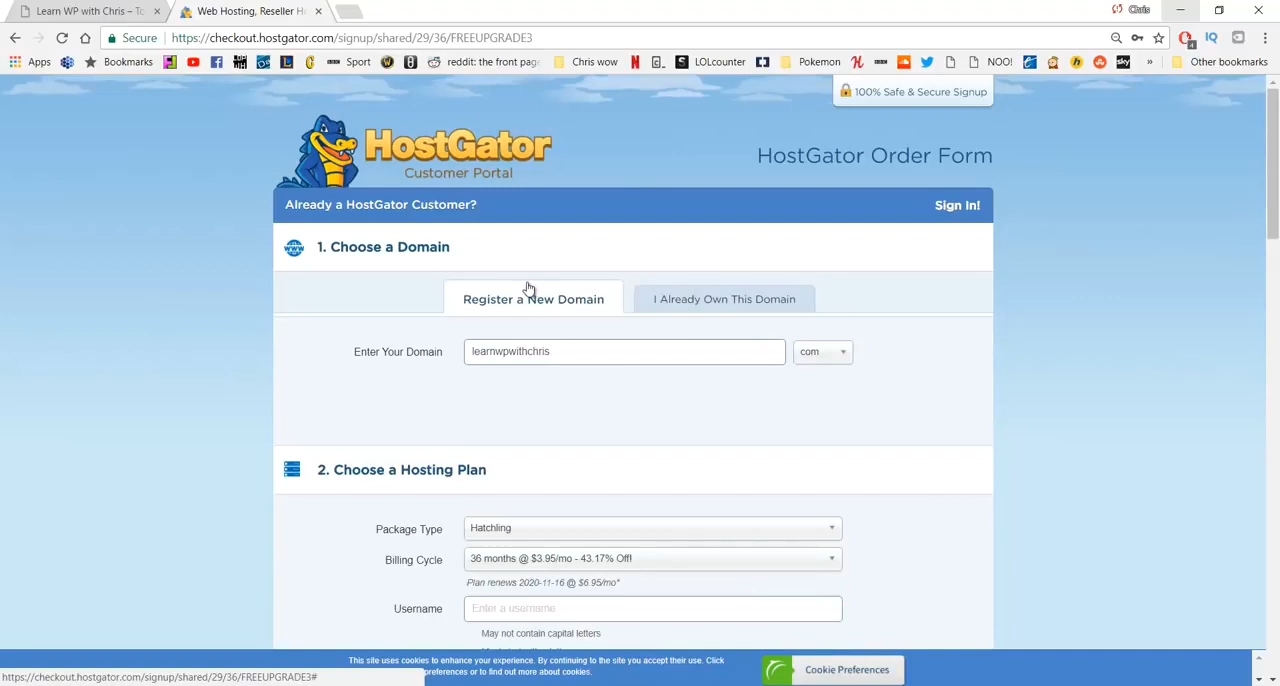 Learn WP with Chris – To
Web Hosting, Reseller H
Chris
Secure
https://checkout.hostgator.com/signup/shared/29/36/FREEUPGRADE3
Apps
Bookmarks
Sport
reddit: the front page
Chris wow
LOLcounter
Pokemon
NOO!
sky
»
Other bookmarks
100% Safe & Secure Signup
HostGator
Customer Portal
HostGator Order Form
Already a HostGator Customer?
Sign In!
1. Choose a Domain
Register a New Domain
I Already Own This Domain
Enter Your Domain
learnwpwithchris
com
2. Choose a Hosting Plan
Package Type
Hatchling
Billing Cycle
36 months @ $3.95/mo - 43.17% Off!
Plan renews 2020-11-16 @ $6.95/mo*
Username
Enter a username
May not contain capital letters
This site uses cookies to enhance your experience. By continuing to the site you accept their use. Click
preferences or to find out more about cookies.
Cookie Preferences
https://checkout.hostgator.com/signup/shared/29/36/FREEUPGRADE3#